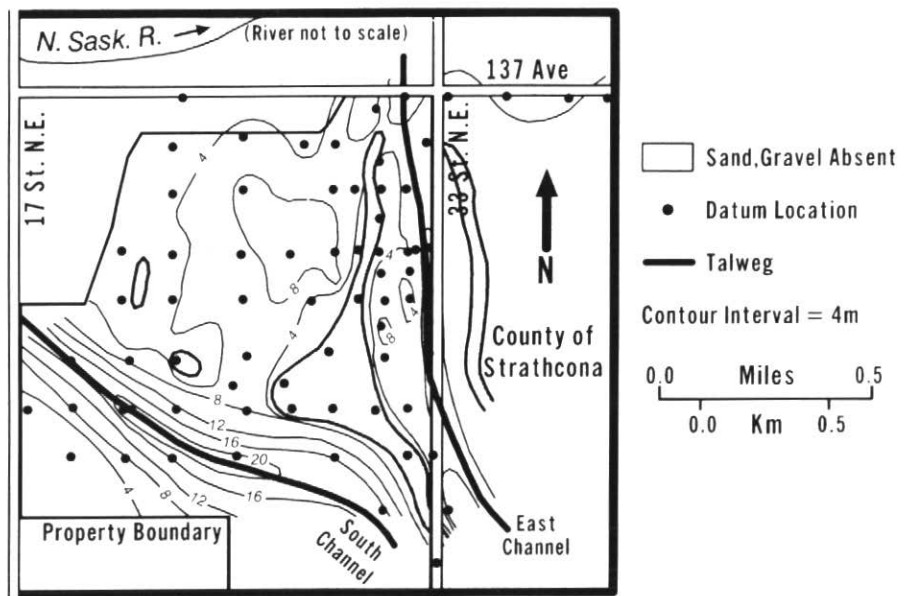 N. Sask. R.
(River not to scale)
137 Ave
17 St. N.E.
33 St. N.E.
N
County of
Strathcona
4
8
4
4
4
8
8
12
16
20
16
12
8
4
Property Boundary
South
Channel
East
Channel
Sand, Gravel Absent
Datum Location
Talweg
Contour Interval = 4m
0.0 Miles 0.5
0.0 Km 0.5